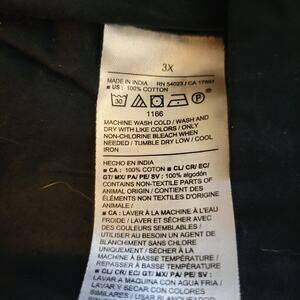 3X
MADE IN INDIA RN 54023 / CA 17897
■ US : 100% COTTON
30
P
1166
MACHINE WASH COLD / WASH AND
DRY WITH LIKE COLORS / ONLY
NON-CHLORINE BLEACH WHEN
NEEDED / TUMBLE DRY LOW / COOL
IRON
HECHO EN INDIA
■ CA : 100% COTON ■ CL/ CR/ EC/
GT/ MX/ PA/ PE/ SV : 100% algodón
CONTAINS NON-TEXTILE PARTS OF
ANIMAL ORIGIN / CONTIENT DES
ÉLÉMENTS NON TEXTILES D'ORIGINE
ANIMALE /
■ CA : LAVER À LA MACHINE À L'EAU
FROIDE / LAVER ET SÉCHER AVEC
DES COULEURS SEMBLABLES /
UTILISER AU BESOIN UN AGENT DE
BLANCHIMENT SANS CHLORE
UNIQUEMENT / SÉCHER À LA
MACHINE À BASSE TEMPÉRATURE /
REPASSER À BASSE TEMPÉRATURE
■ CL/ CR/ EC/ GT/ MX/ PA/ PE/ SV :
LAVAR A MÁQUINA CON AGUA FRÍA /
LAVAR Y SECAR CON COLORES